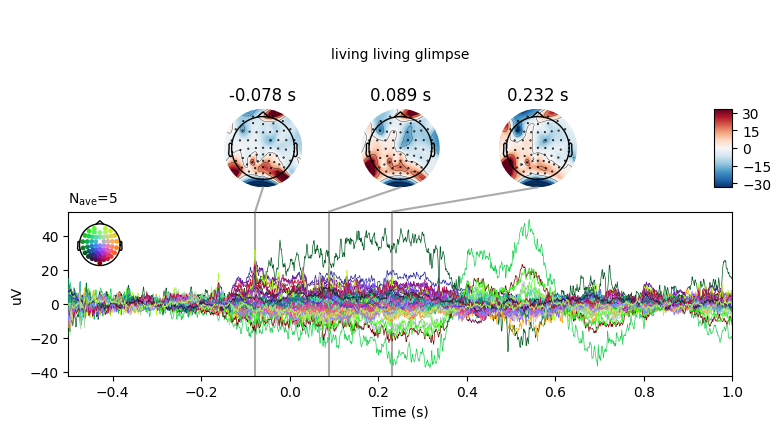 living living glimpse
-0.078 s 0.089 s 0.232 s
30
15
0
−15
−30
Nave=5
40
20
0
−20
−40
uV
−0.4 −0.2 0.0 0.2 0.4 0.6 0.8 1.0
Time (s)